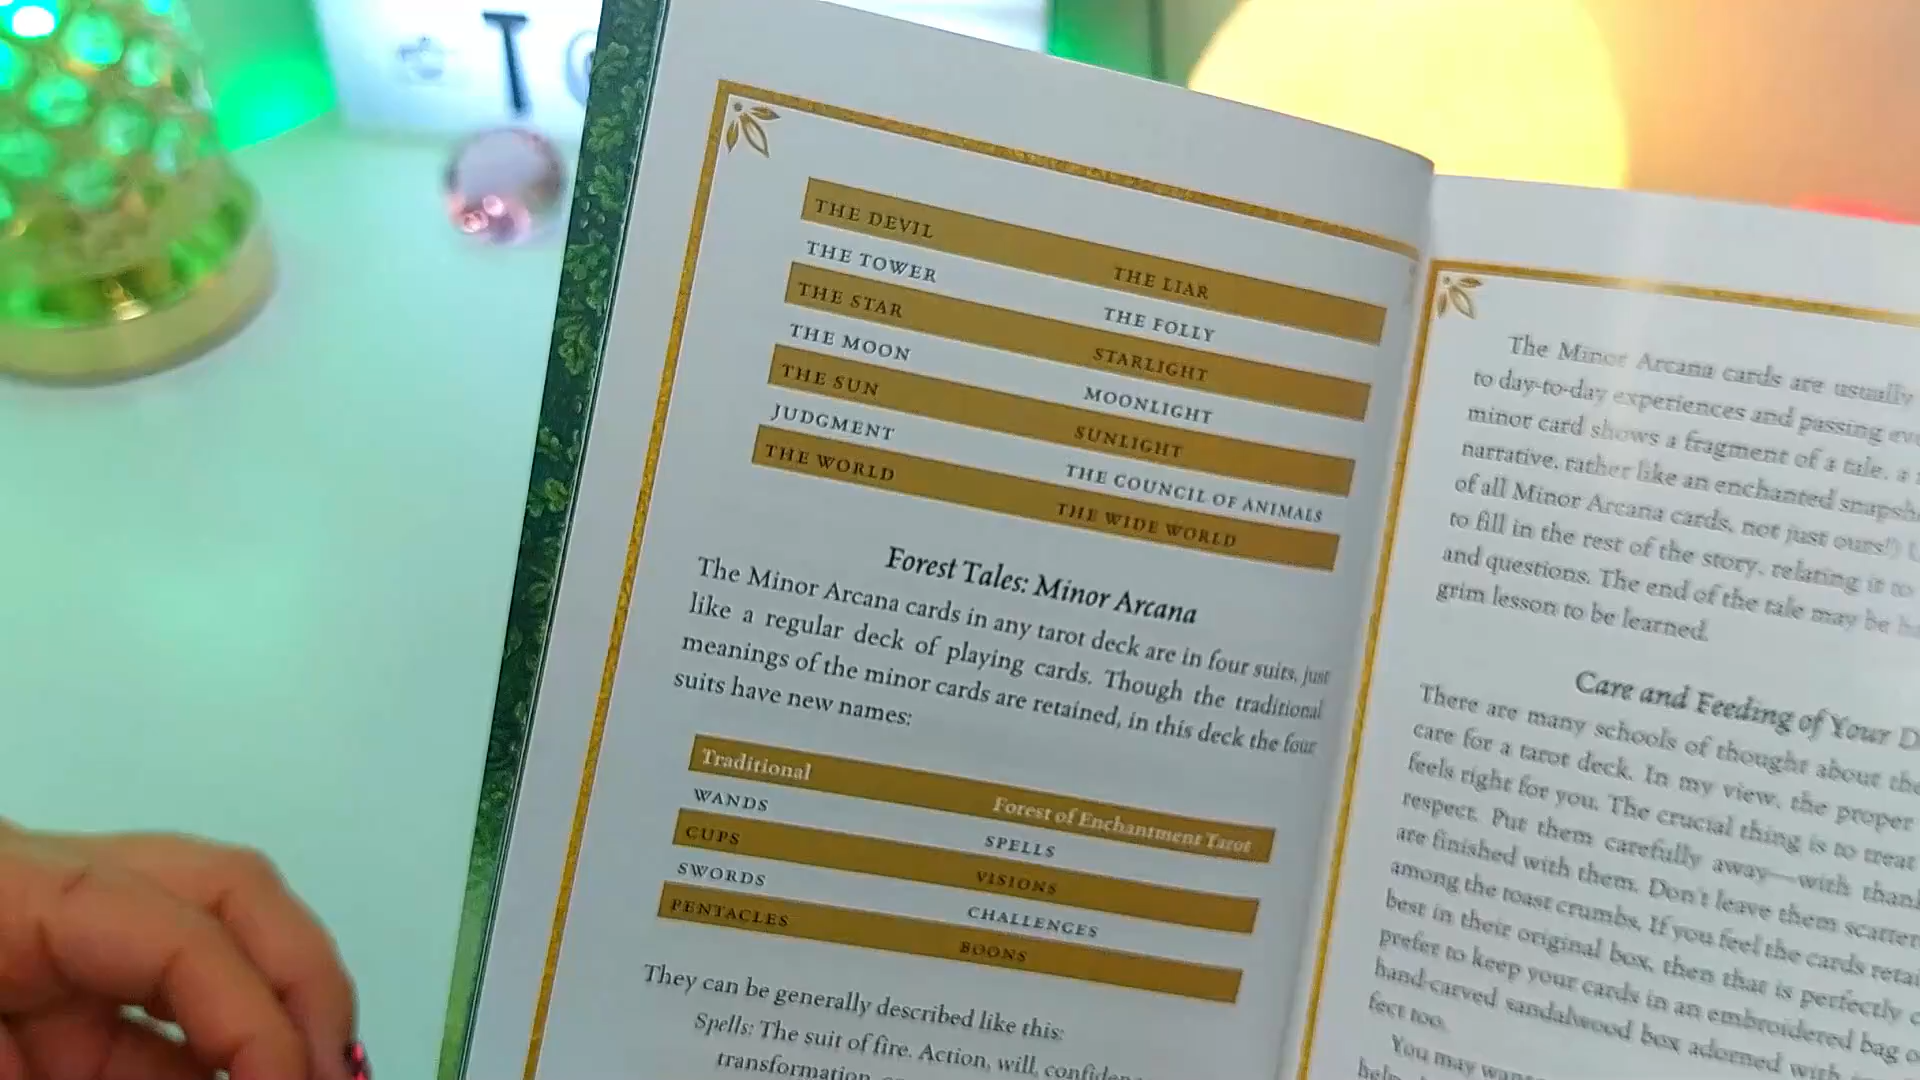 T
THE DEVIL THE LIAR
THE TOWER THE FOLLY
THE STAR STARLIGHT
THE MOON MOONLIGHT
THE SUN SUNLIGHT
JUDGMENT THE COUNCIL OF ANIMALS
THE WORLD THE WIDE WORLD
Forest Tales: Minor Arcana
The Minor Arcana cards in any tarot deck are in four suits, just
like a regular deck of playing cards. Though the traditional
meanings of the minor cards are retained, in this deck the four
suits have new names:
Traditional Forest of Enchantment Tarot
WANDS SPELLS
CUPS VISIONS
SWORDS CHALLENGES
PENTACLES BOONS
They can be generally described like this:
Spells: The suit of fire. Action, will,
transformation,
The Minor Arcana cards are usually
to day-to-day experiences and passing
minor card shows a fragment of a tale, a
narrative, rather like an enchanted
of all Minor Arcana cards, not just ours!)
to fill in the rest of the story, relating it to
and questions. The end of the tale may be
grim lesson to be learned.
Care and Feeding of Your
There are many schools of thought about
care for a tarot deck. In my view, the proper
feels right for you. The crucial thing is to treat
respect. Put them carefully away—with
are finished with them. Don't leave them
among the toast crumbs. If you feel the cards
best in their original box, then that is perfectly
prefer to keep your cards in an embroidered bag
hand-carved sandalwood box adorned with
fect too.
You may